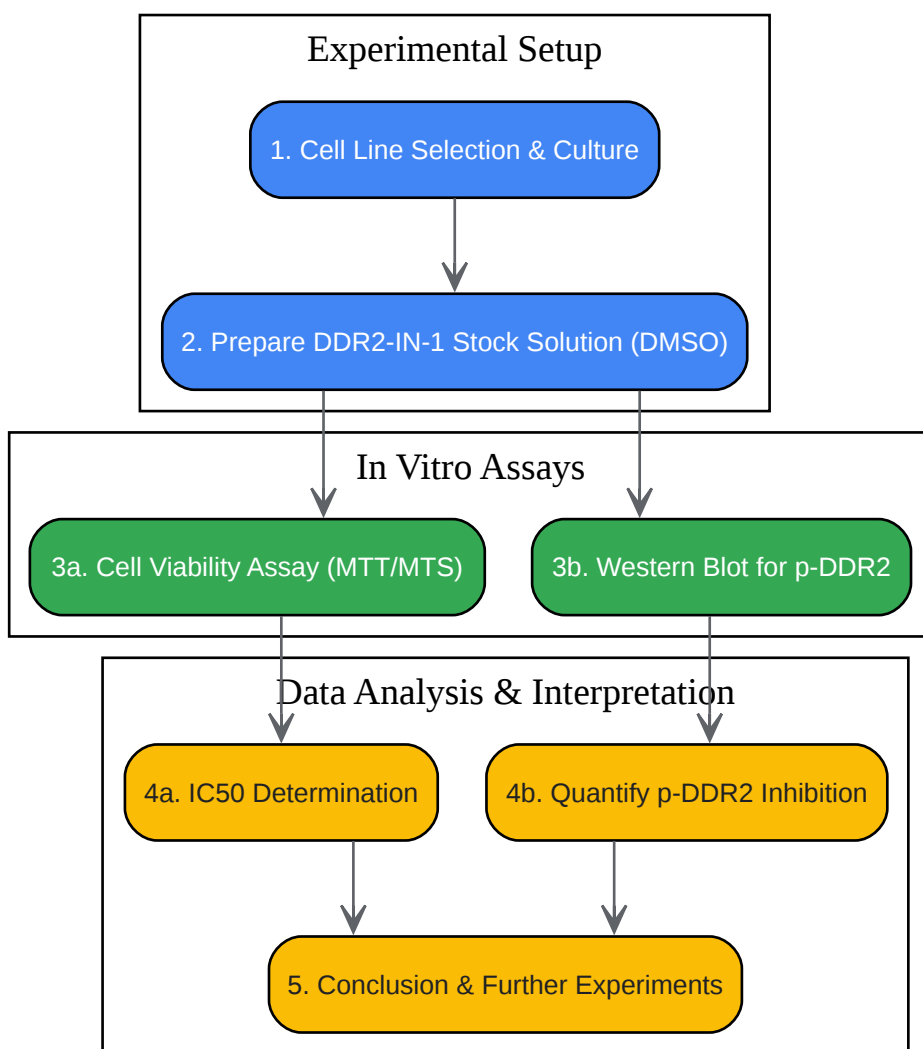 Experimental Setup
1. Cell Line Selection & Culture
2. Prepare DDR2-IN-1 Stock Solution (DMSO)
In Vitro Assays
3a. Cell Viability Assay (MTT/MTS)
3b. Western Blot for p-DDR2
Data Analysis & Interpretation
4a. IC50 Determination
4b. Quantify p-DDR2 Inhibition
5. Conclusion & Further Experiments